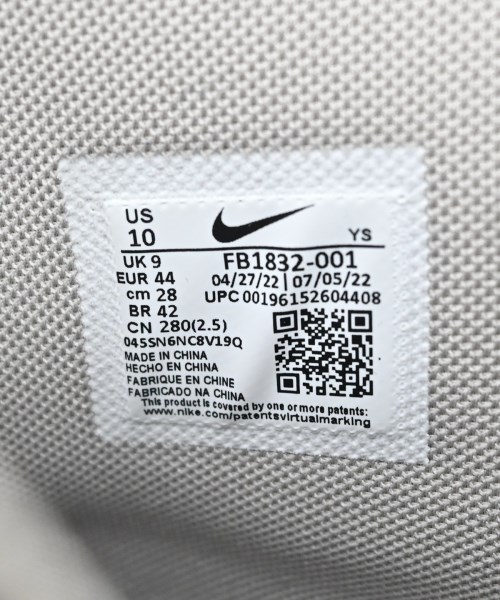 US
10
YS
UK 9
FB1832-001
EUR 44
04/27/22 | 07/05/22
cm 28
UPC 00196152604408
BR 42
CN 280(2.5)
045SN6NC8V19Q
MADE IN CHINA
HECHO EN CHINA
FABRIQUE EN CHINE
FABRICADO NA CHINA
This product is covered by one or more patents:
www.nike.com/patentsvirtualmarking